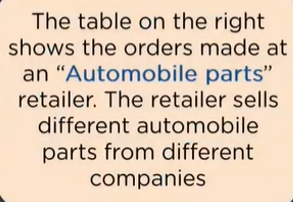 The table on the right
shows the orders made at
an “Automobile parts”
retailer. The retailer sells
different automobile
parts from different
companies